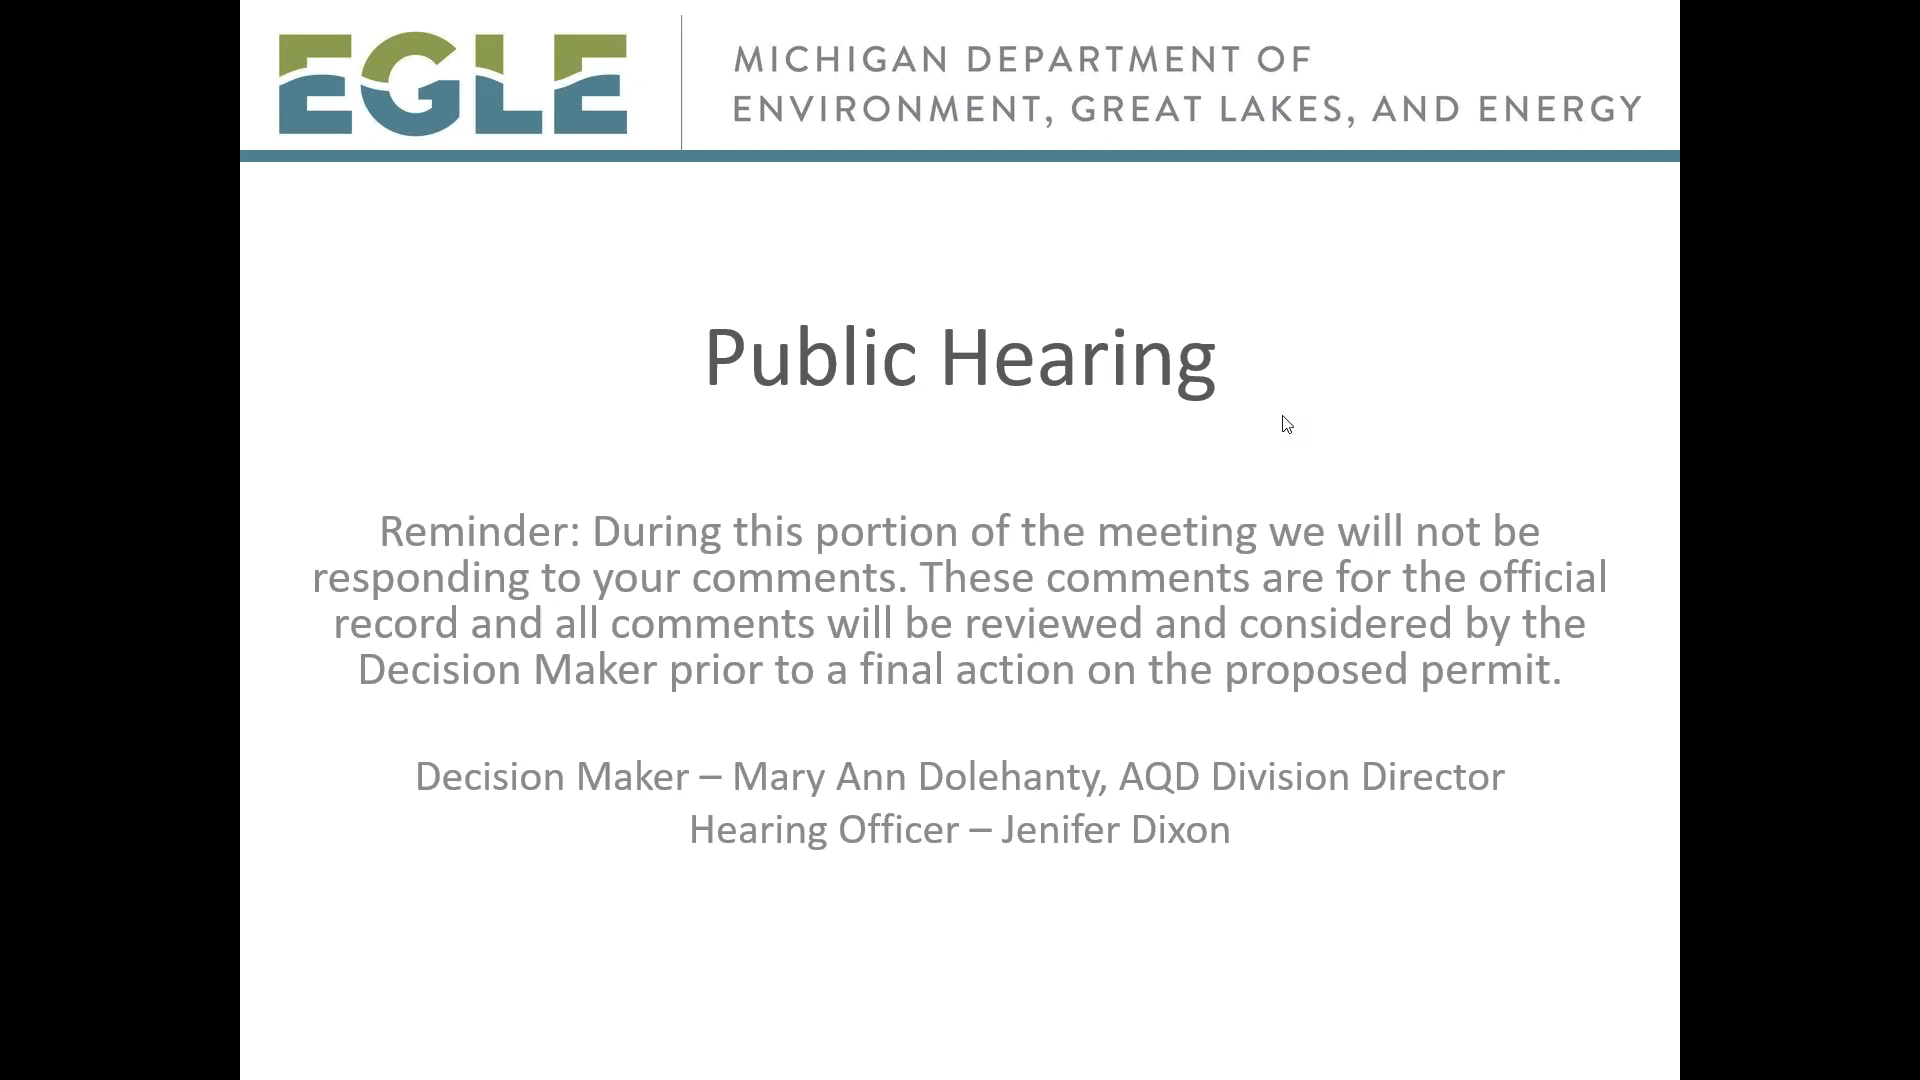 EGLE
MICHIGAN DEPARTMENT OF
ENVIRONMENT, GREAT LAKES, AND ENERGY
Public Hearing
Reminder: During this portion of the meeting we will not be
responding to your comments. These comments are for the official
record and all comments will be reviewed and considered by the
Decision Maker prior to a final action on the proposed permit.
Decision Maker – Mary Ann Dolehanty, AQD Division Director
Hearing Officer – Jenifer Dixon